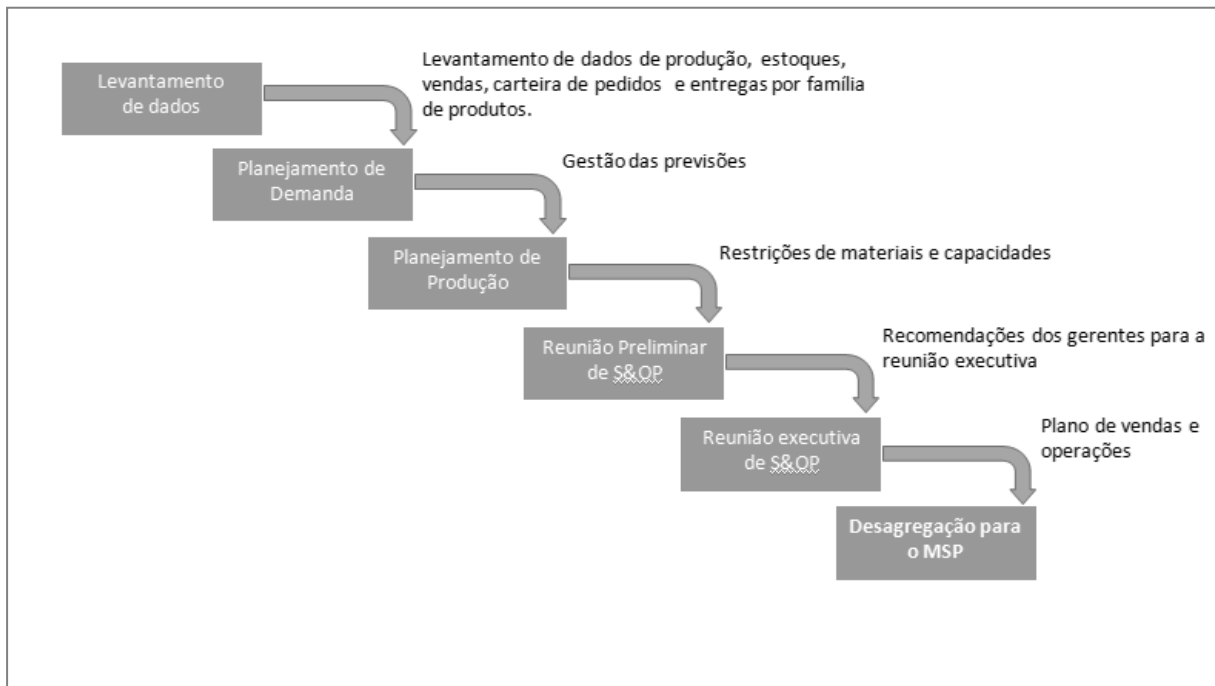 Levantamento
de dados
Levantamento de dados de produção, estoques,
vendas, carteira de pedidos e entregas por família
de produtos.
Planejamento de
Demanda
Gestão das previsões
Planejamento de
Produção
Restrições de materiais e capacidades
Reunião Preliminar
de S&OP
Recomendações dos gerentes para a
reunião executiva
Reunião executiva
de S&OP
Plano de vendas e
operações
Desagregação para
o MSP